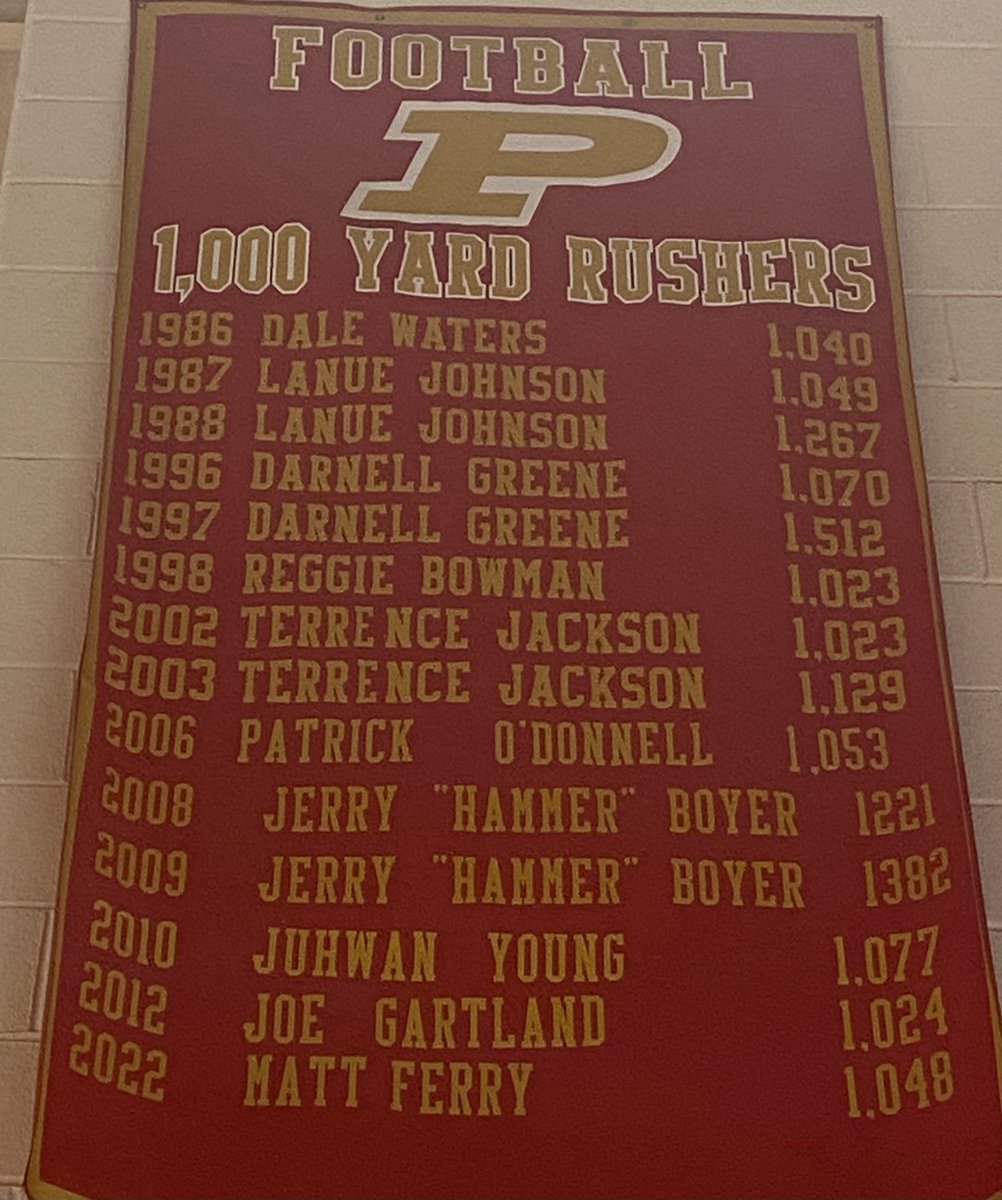 FOOTBALL
P
1,000 YARD RUSHERS
1986 DALE WATERS 1,040
1987 LANUE JOHNSON 1,049
1988 LANUE JOHNSON 1,267
1996 DARNELL GREENE 1,070
1997 DARNELL GREENE 1,512
1998 REGGIE BOWMAN 1,023
2002 TERRENCE JACKSON 1,023
2003 TERRENCE JACKSON 1,129
2006 PATRICK O'DONNELL 1,053
2008 JERRY "HAMMER" BOYER 1221
2009 JERRY "HAMMER" BOYER 1382
2010 JUHWAN YOUNG 1,077
2012 JOE GARTLAND 1,024
2022 MATT FERRY 1,048